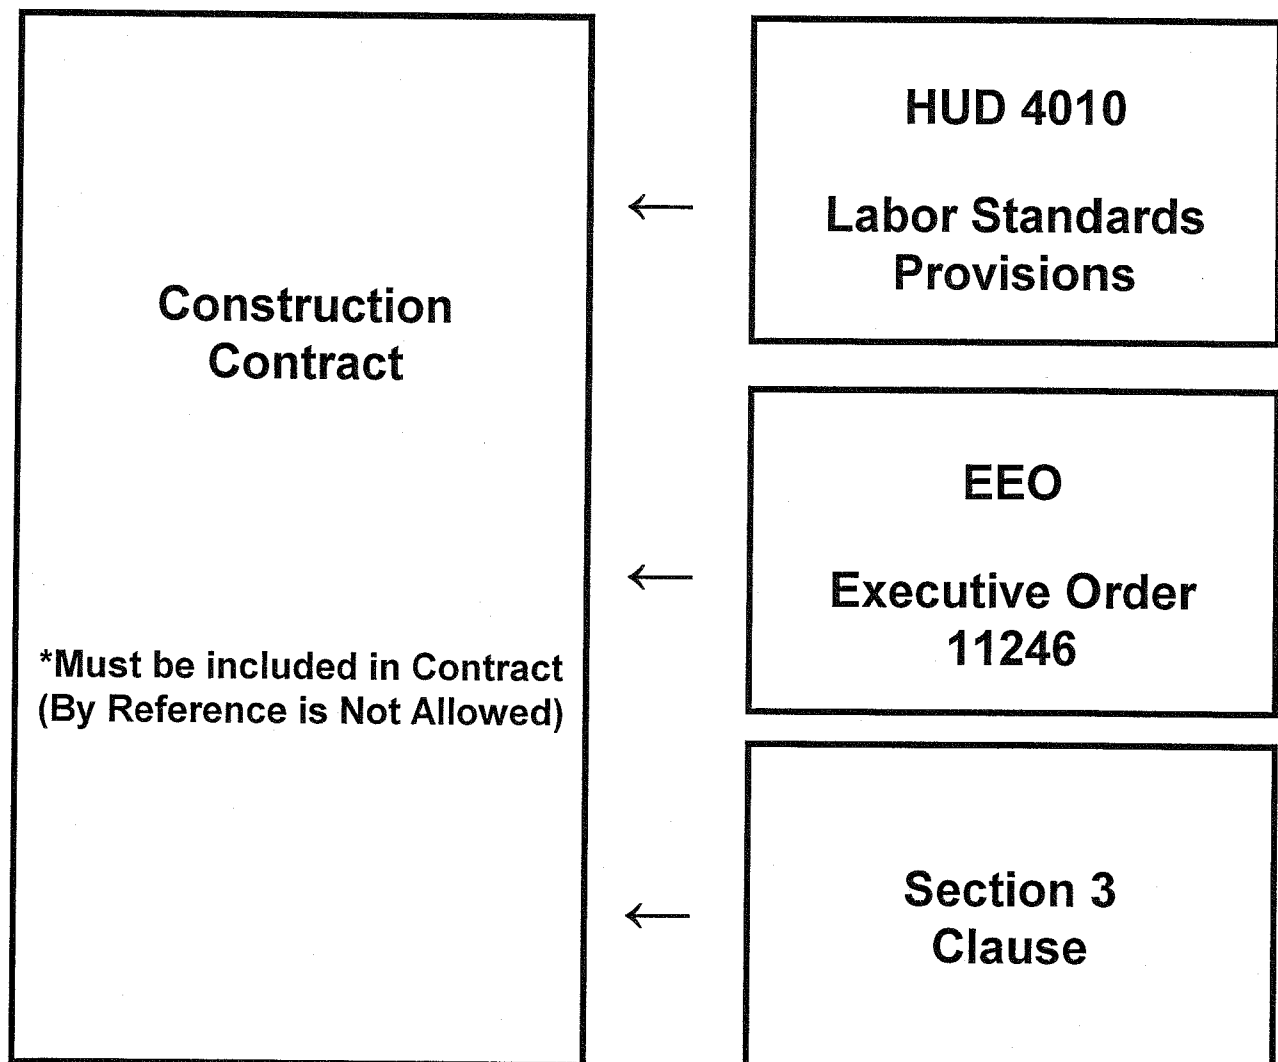 Construction
Contract
*Must be included in Contract
(By Reference is Not Allowed)
←
HUD 4010
Labor Standards
Provisions
←
EEO
Executive Order
11246
←
Section 3
Clause